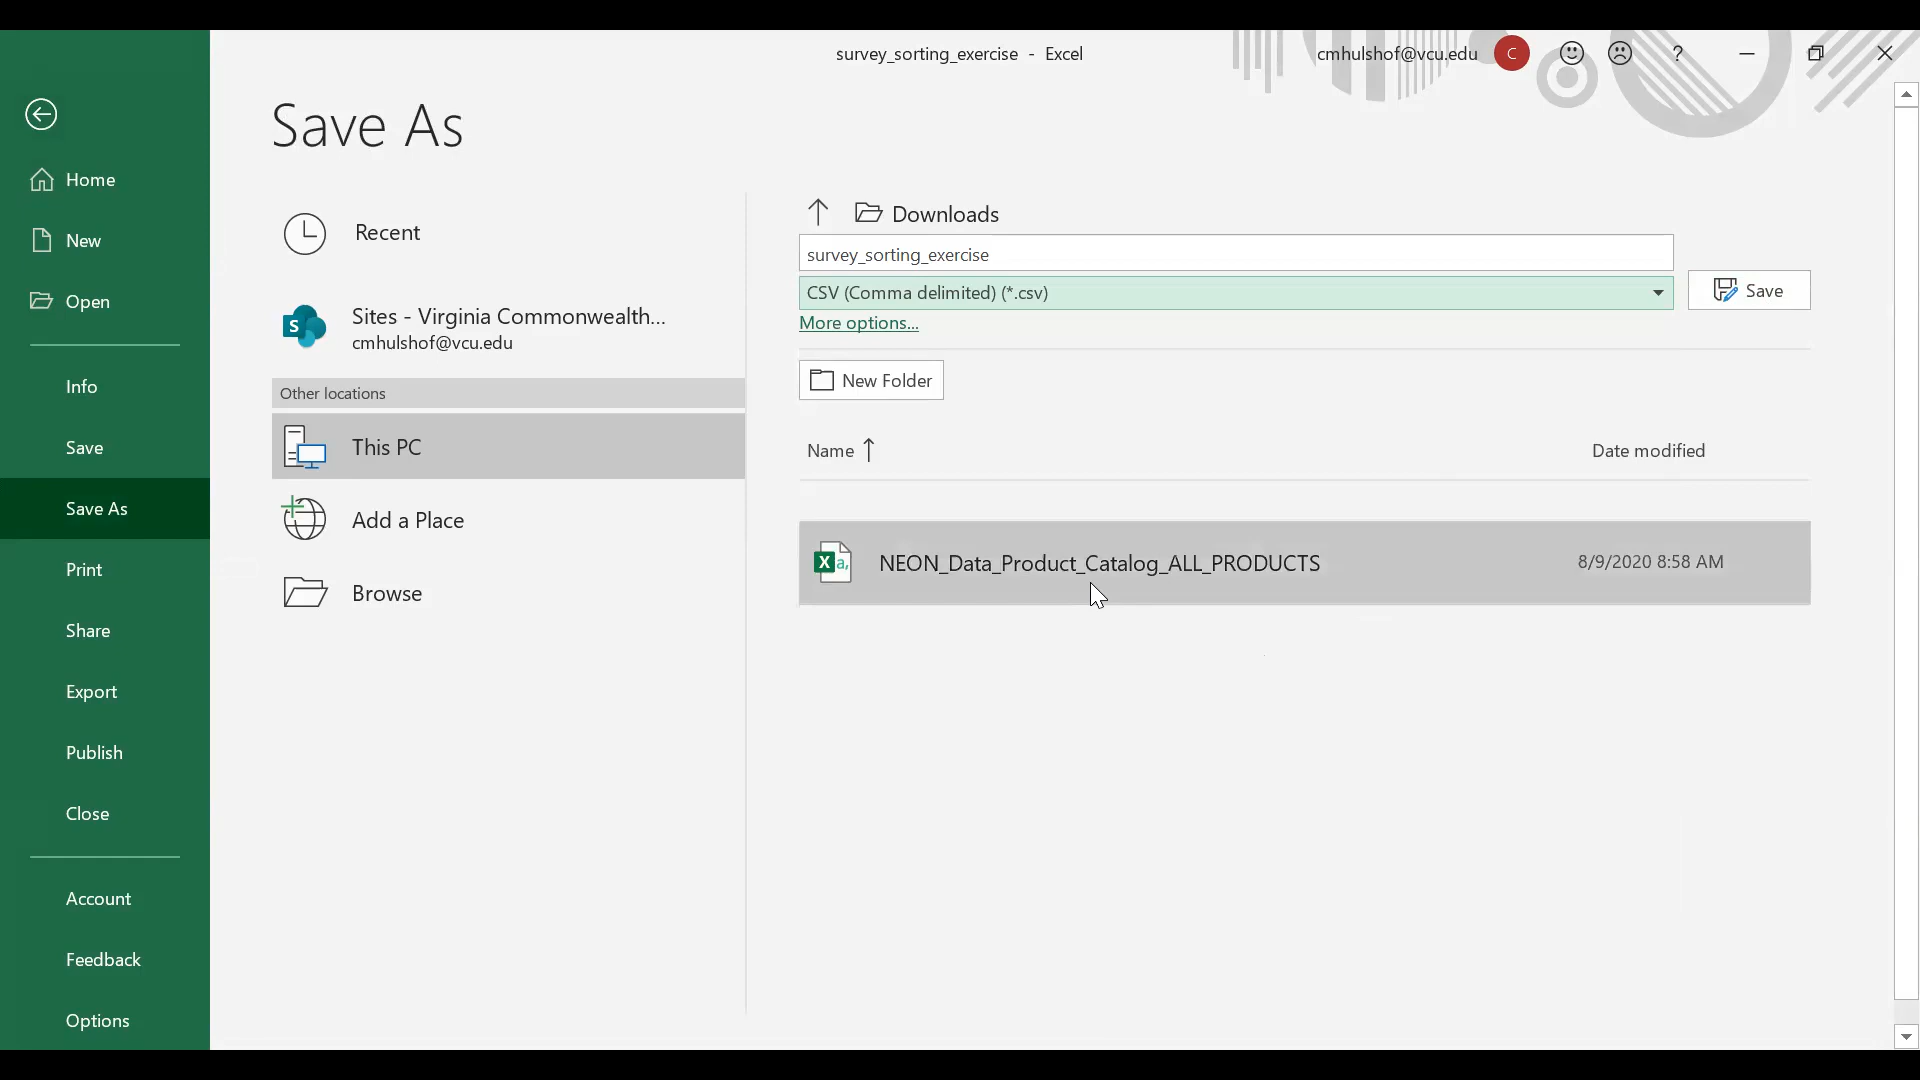 survey_sorting_exercise - Excel
cmhulshof@vcu.edu
C
?
Save As
Home
New
Open
Info
Save
Save As
Print
Share
Export
Publish
Close
Account
Feedback
Options
Recent
S
Sites - Virginia Commonwealth...
cmhulshof@vcu.edu
Other locations
This PC
Add a Place
Browse
Downloads
survey_sorting_exercise
CSV (Comma delimited) (*.csv)
Save
More options...
New Folder
Name
Date modified
X a,
NEON_Data_Product_Catalog_ALL_PRODUCTS
8/9/2020 8:58 AM